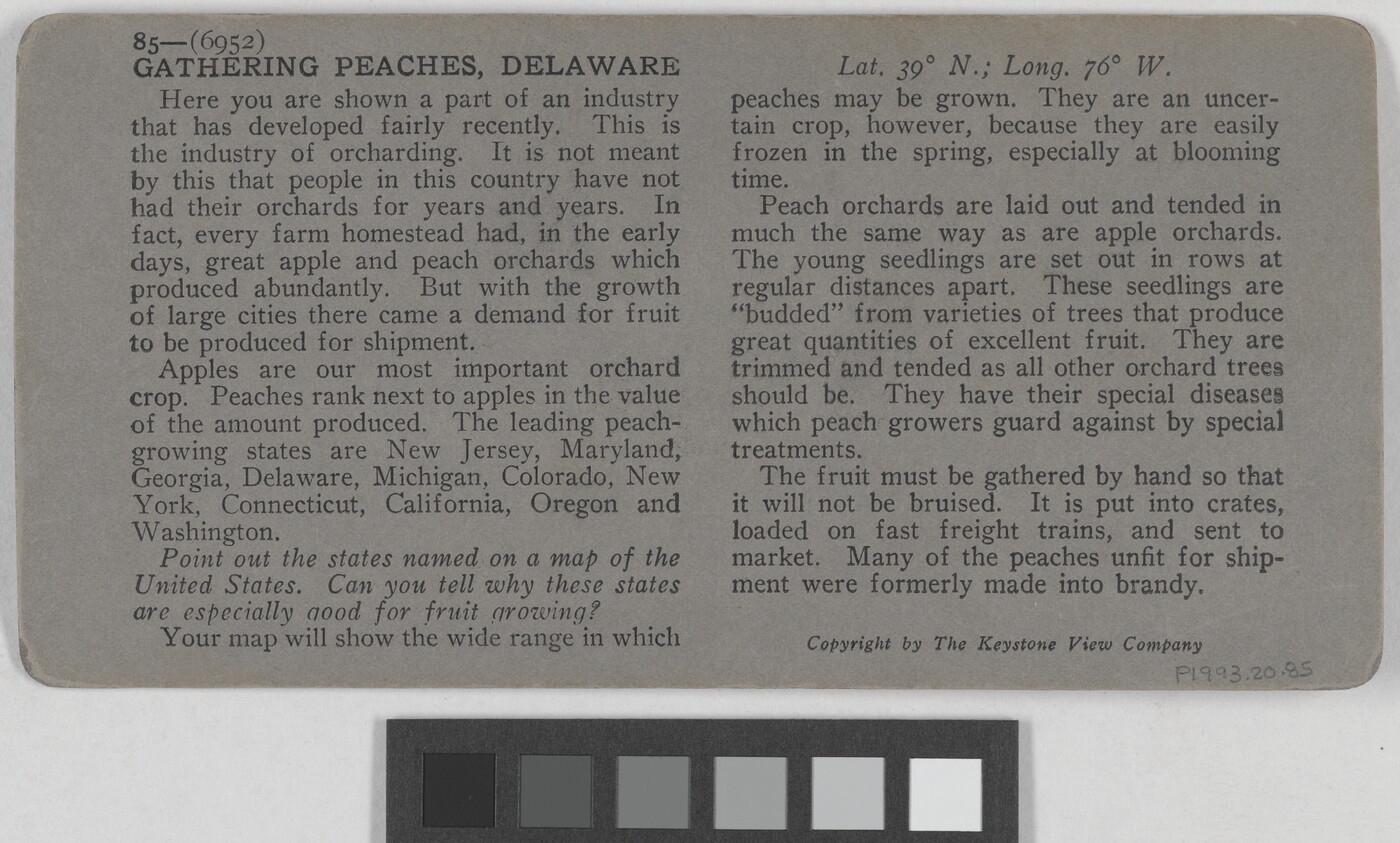 85—(6952)
GATHERING PEACHES, DELAWARE
Here you are shown a part of an industry
that has developed fairly recently. This is
the industry of orcharding. It is not meant
by this that people in this country have not
had their orchards for years and years. In
fact, every farm homestead had, in the early
days, great apple and peach orchards which
produced abundantly. But with the growth
of large cities there came a demand for fruit
to be produced for shipment.
Apples are our most important orchard
crop. Peaches rank next to apples in the value
of the amount produced. The leading peach-
growing states are New Jersey, Maryland,
Georgia, Delaware, Michigan, Colorado, New
York, Connecticut, California, Oregon and
Washington.
Point out the states named on a map of the
United States. Can you tell why these states
are especially good for fruit growing?
Your map will show the wide range in which
Lat. 39° N.; Long. 76° W.
peaches may be grown. They are an uncer-
tain crop, however, because they are easily
frozen in the spring, especially at blooming
time.
Peach orchards are laid out and tended in
much the same way as are apple orchards.
The young seedlings are set out in rows at
regular distances apart. These seedlings are
“budded” from varieties of trees that produce
great quantities of excellent fruit. They are
trimmed and tended as all other orchard trees
should be. They have their special diseases
which peach growers guard against by special
treatments.
The fruit must be gathered by hand so that
it will not be bruised. It is put into crates,
loaded on fast freight trains, and sent to
market. Many of the peaches unfit for ship-
ment were formerly made into brandy.
Copyright by The Keystone View Company
P1993.20.85